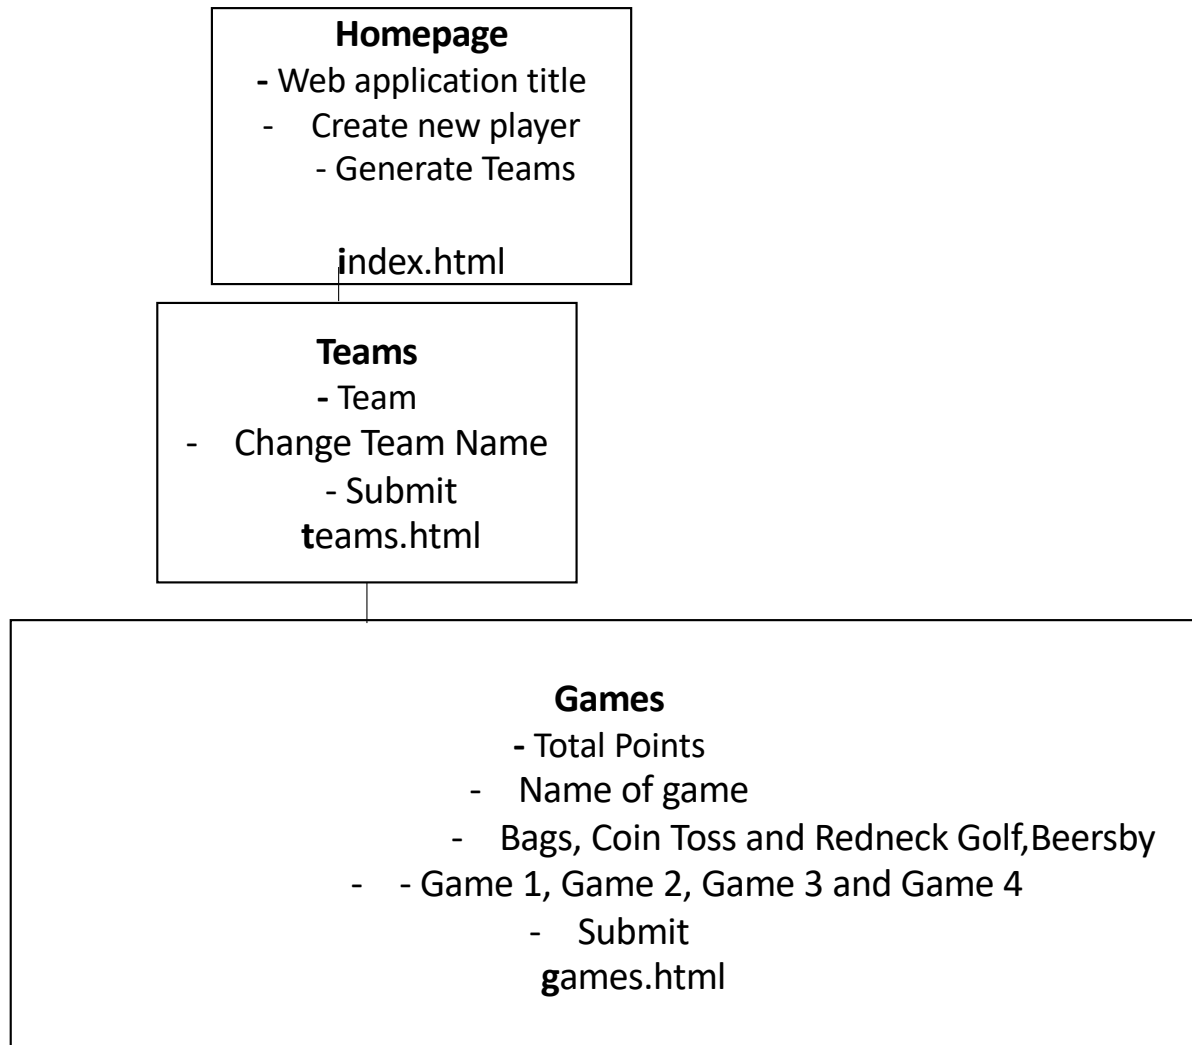 Homepage
- Web application title
- Create new player
- Generate Teams
index.html
Teams
- Team
- Change Team Name
- Submit
teams.html
Games
- Total Points
- Name of game
- Bags, Coin Toss and Redneck Golf,Beersby
- - Game 1, Game 2, Game 3 and Game 4
- Submit
games.html